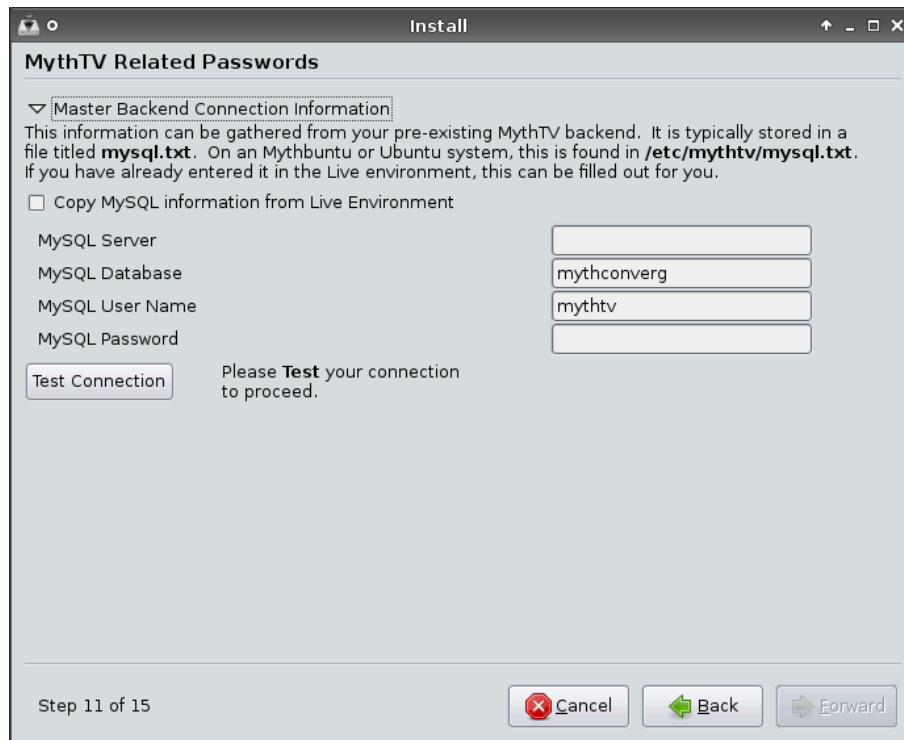 Install
MythTV Related Passwords
Master Backend Connection Information
This information can be gathered from your pre-existing MythTV backend.  It is typically stored in a
file titled mysql.txt.  On an Mythbuntu or Ubuntu system, this is found in /etc/mythtv/mysql.txt.
If you have already entered it in the Live environment, this can be filled out for you.
Copy MySQL information from Live Environment
MySQL Server
MySQL Database mythconverg
MySQL User Name mythtv
MySQL Password
Test Connection Please Test your connection
to proceed.
Step 11 of 15 Cancel Back Forward